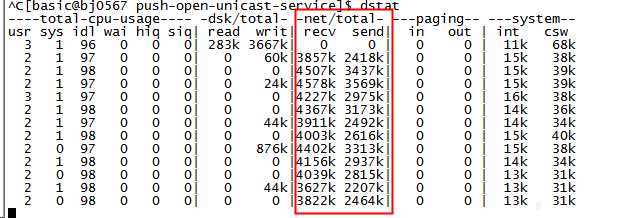 ^C[basic@bj0567 push-open-unicast-service]$ dstat
----total-cpu-usage---- -dsk/total- -net/total- ---paging-- ---system--
usr sys idl wai hiq siq| read  writ| recv  send|  in   out | int   csw
  3   1  96   0   0   0| 283k 3667k|   0     0 |   0     0 |  11k   68k
  2   1  97   0   0   0|   0    60k|3857k 2418k|   0     0 |  15k   38k
  2   1  98   0   0   0|   0     0 |4507k 3437k|   0     0 |  15k   39k
  2   1  97   0   0   0|   0    24k|4578k 3569k|   0     0 |  15k   39k
  3   1  97   0   0   0|   0     0 |4227k 2975k|   0     0 |  16k   38k
  2   1  98   0   0   0|   0     0 |4367k 3173k|   0     0 |  14k   36k
  2   1  97   0   0   0|   0    44k|3911k 2492k|   0     0 |  14k   34k
  2   1  98   0   0   0|   0     0 |4003k 2616k|   0     0 |  15k   40k
  2   0  97   0   0   0|   0   876k|4402k 3313k|   0     0 |  15k   38k
  2   1  98   0   0   0|   0     0 |4156k 2937k|   0     0 |  14k   34k
  2   0  98   0   0   0|   0     0 |4039k 2815k|   0     0 |  13k   31k
  2   1  98   0   0   0|   0    44k|3627k 2207k|   0     0 |  13k   31k
  2   0  98   0   0   0|   0     0 |3822k 2464k|   0     0 |  13k   31k